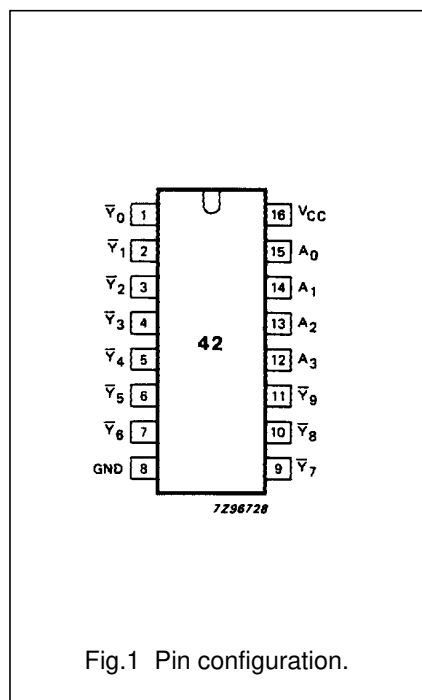 Y̅0 1 16 VCC
Y̅1 2 15 A0
Y̅2 3 14 A1
Y̅3 4 13 A2
Y̅4 5 42 12 A3
Y̅5 6 11 Y̅9
Y̅6 7 10 Y̅8
GND 8 9 Y̅7
7Z96728
Fig.1 Pin configuration.